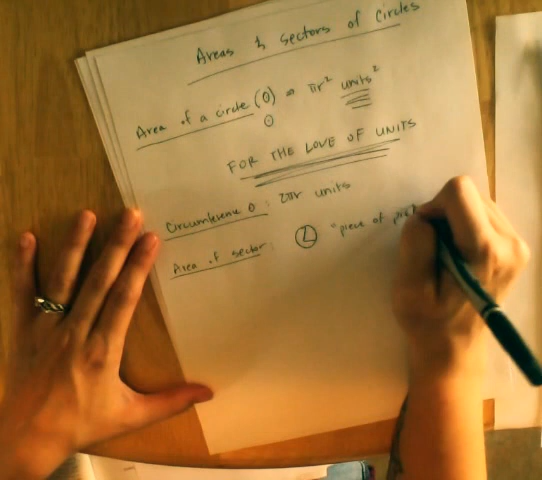 Areas & Sectors of Circles
Area of a circle (O) = πr² units²
FOR THE LOVE OF UNITS
Circumference O: 2πr units
Area of sector: "piece of pie"